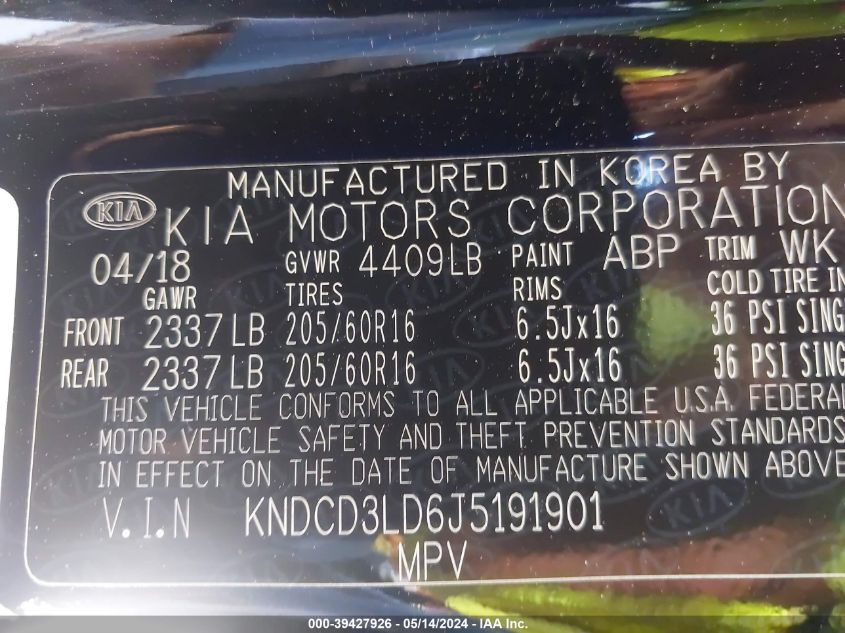 MANUFACTURED IN KOREA BY
KIA KIA MOTORS CORPORATION
04/18 GVWR 4409LB PAINT ABP TRIM WK
GAWR TIRES RIMS COLD TIRE
FRONT 2337LB 205/60R16 6.5Jx16 36 PSI
REAR 2337LB 205/60R16 6.5Jx16 36 PSI
THIS VEHICLE CONFORMS TO ALL APPLICABLE U.S.A. FEDERAL
MOTOR VEHICLE SAFETY AND THEFT PREVENTION STANDARDS
IN EFFECT ON THE DATE OF MANUFACTURE SHOWN ABOVE
V.I.N KNDCD3LD6J5191901
MPV
000-39427926 / 05/14/2024 - IAA Inc.